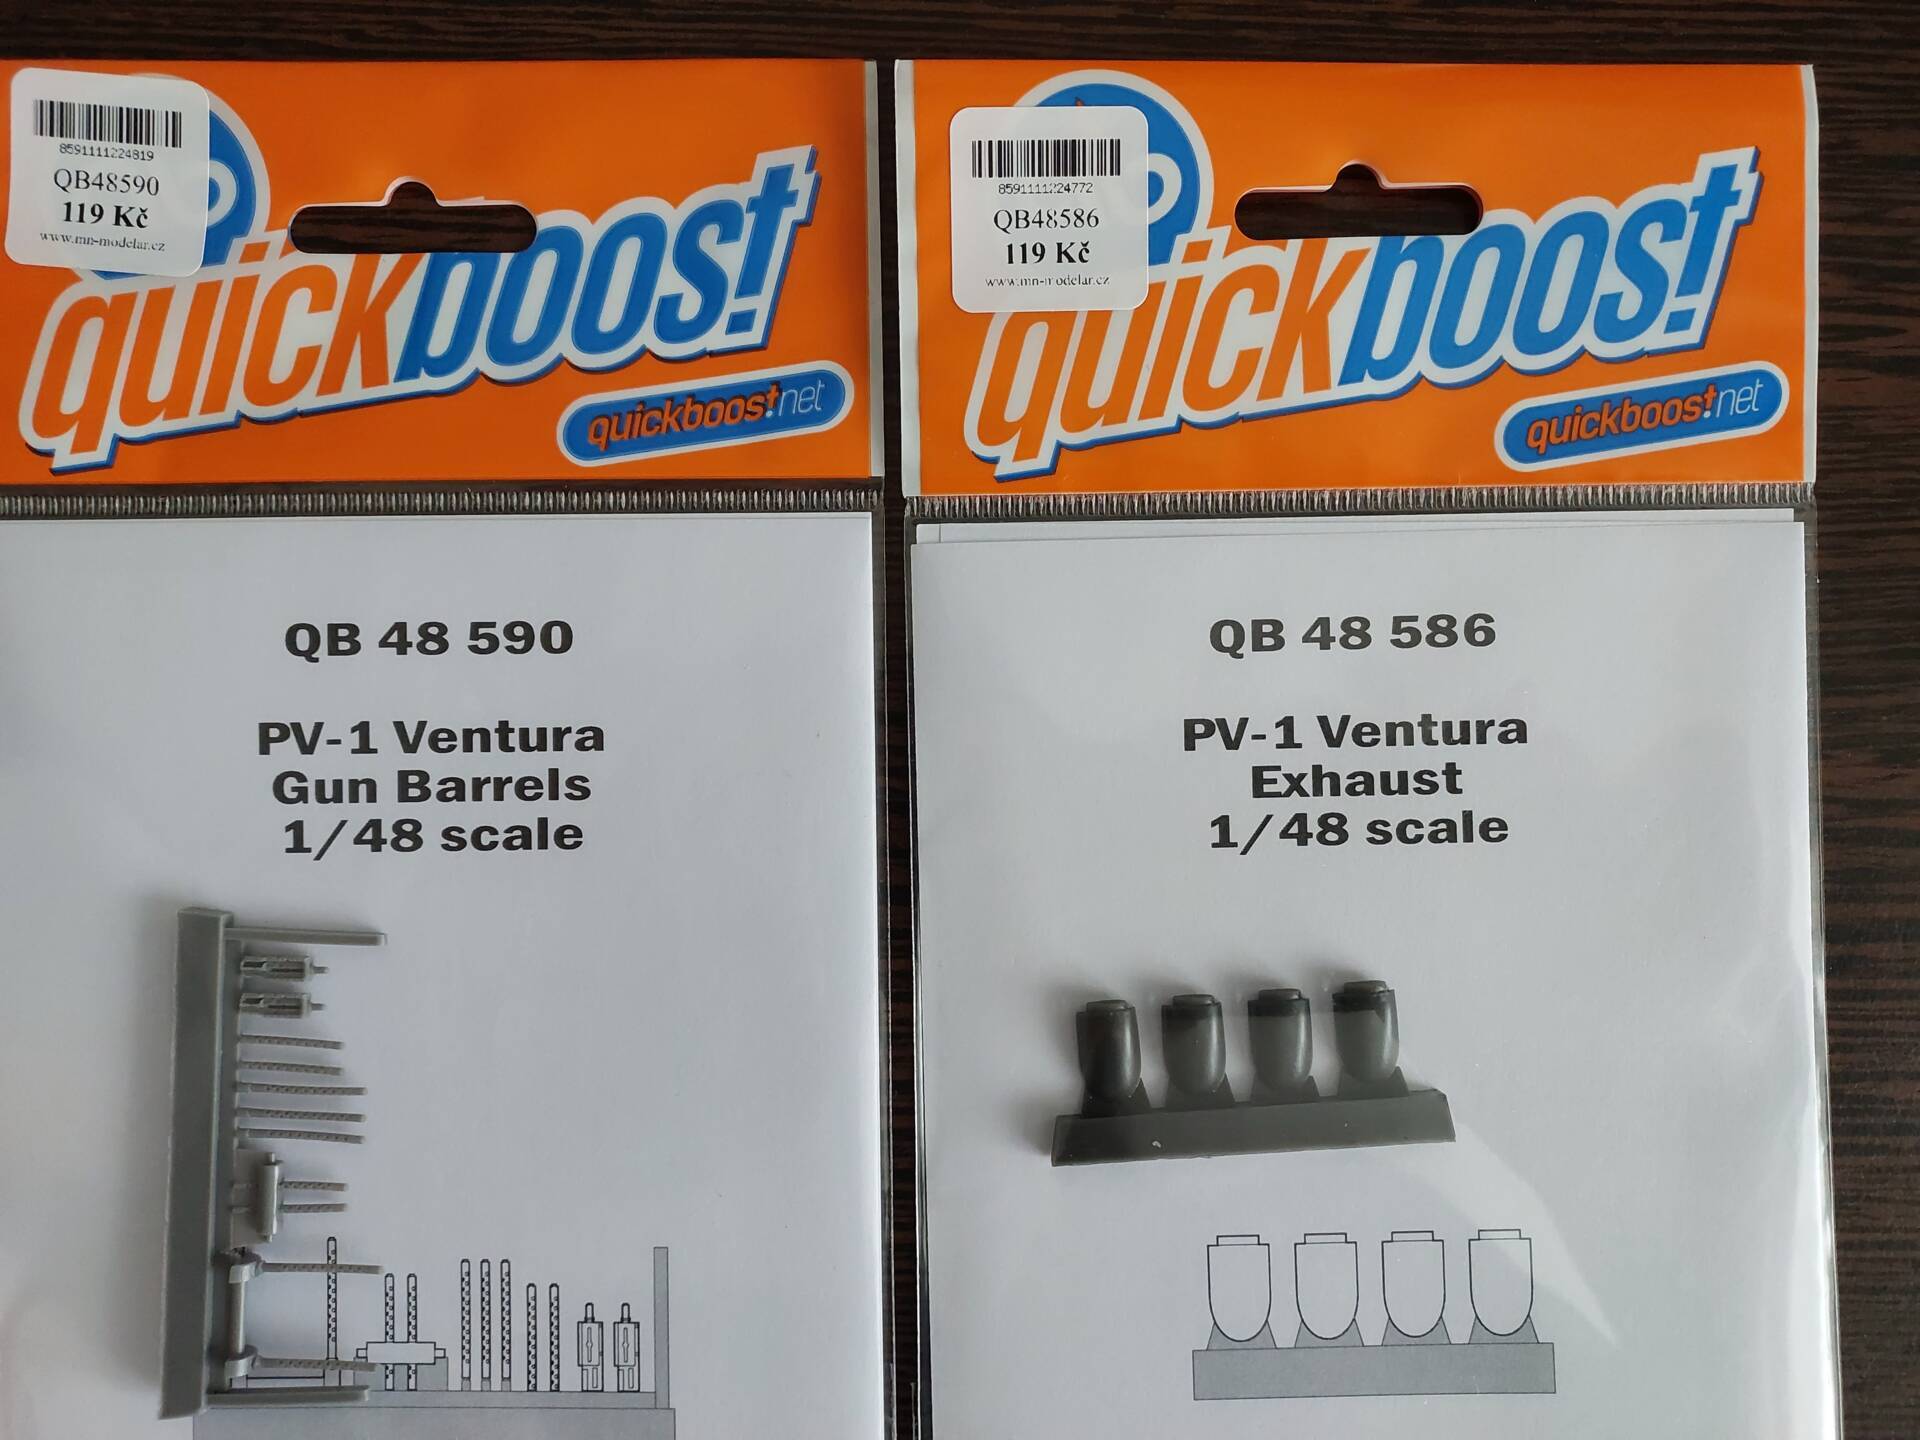 8591111224819
QB48590
119 Kč
www.mn-modelar.cz
quickboost
quickboost.net
QB 48 590
PV-1 Ventura
Gun Barrels
1/48 scale
8591111224772
QB48586
119 Kč
www.mn-modelar.cz
quickboost
quickboost.net
QB 48 586
PV-1 Ventura
Exhaust
1/48 scale